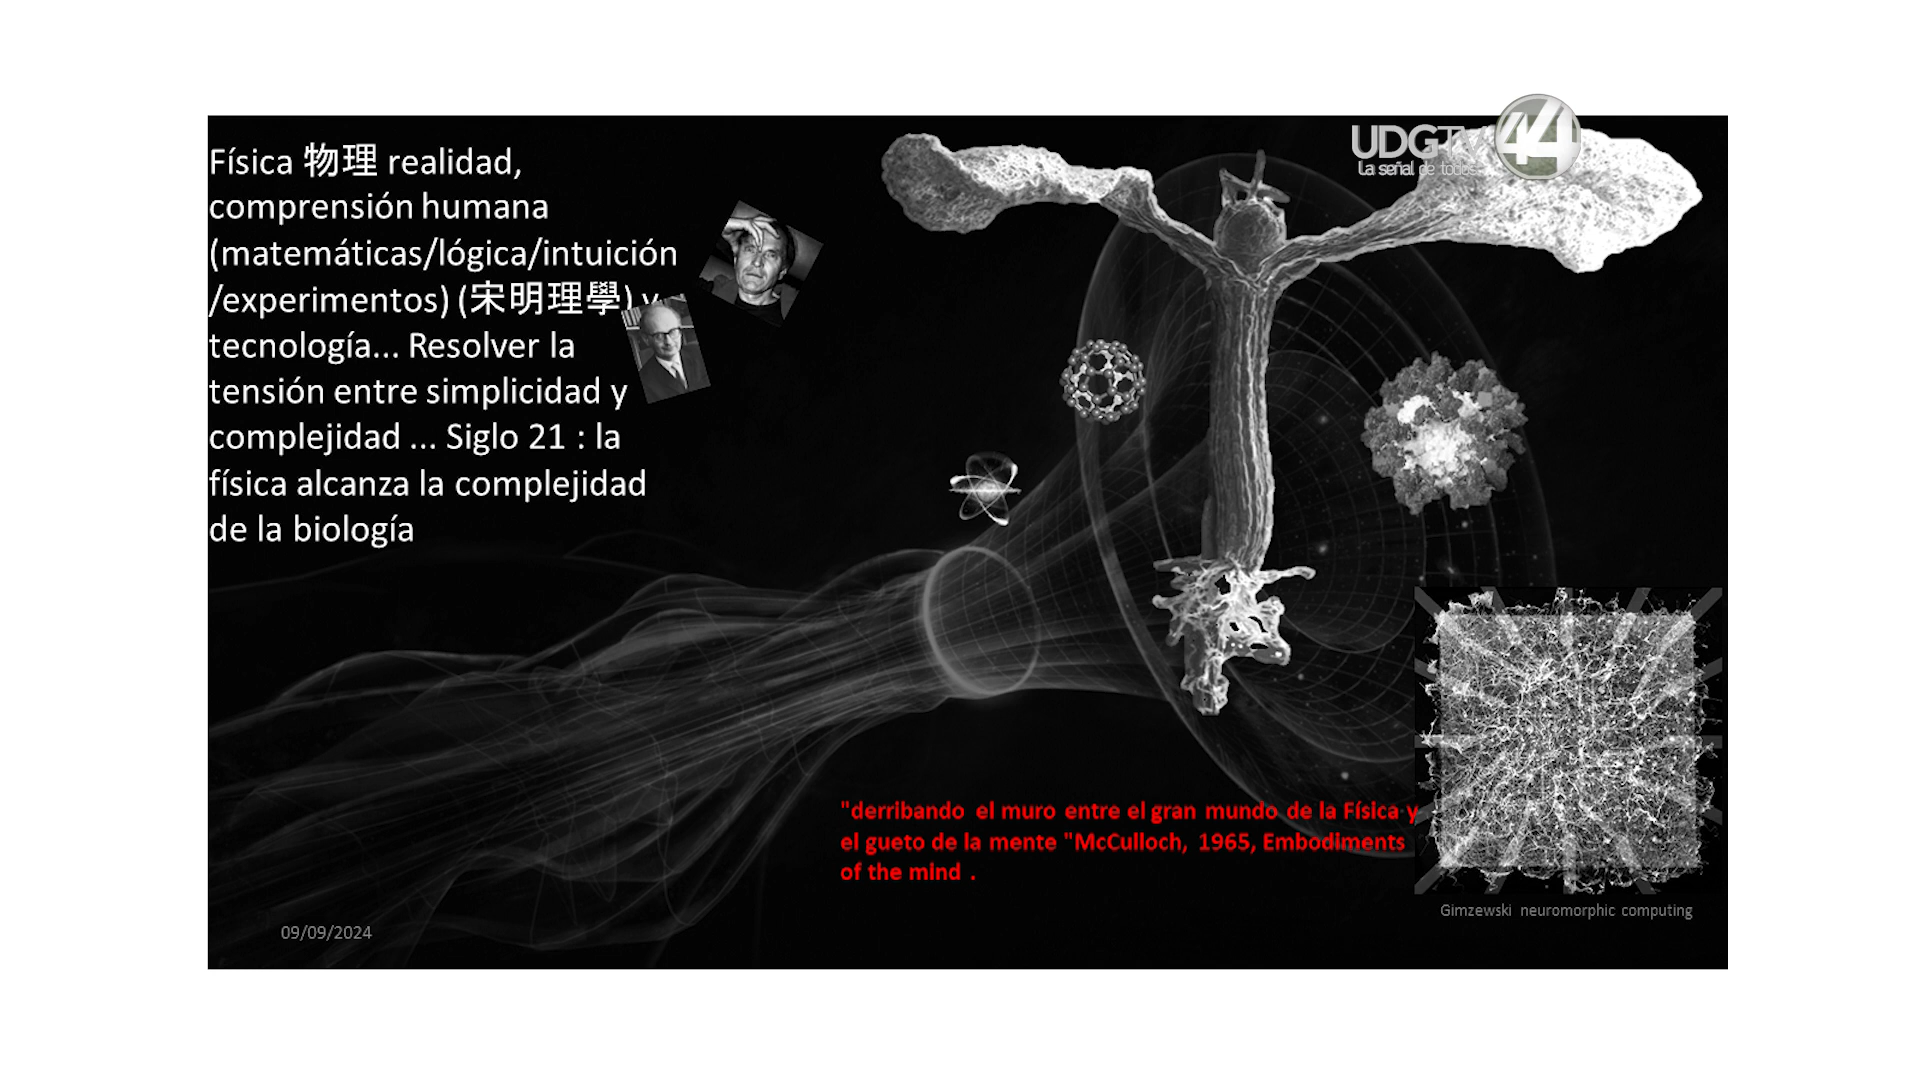 Física 物理 realidad,
comprensión humana
(matemáticas/lógica/intuición
/experimentos) (宋明理學) y
tecnología... Resolver la
tensión entre simplicidad y
complejidad ... Siglo 21 : la
física alcanza la complejidad
de la biología
UDGTV 44
La señal de todos
"derribando el muro entre el gran mundo de la Física y
el gueto de la mente "McCulloch, 1965, Embodiments
of the mind .
Gimzewski neuromorphic computing
09/09/2024